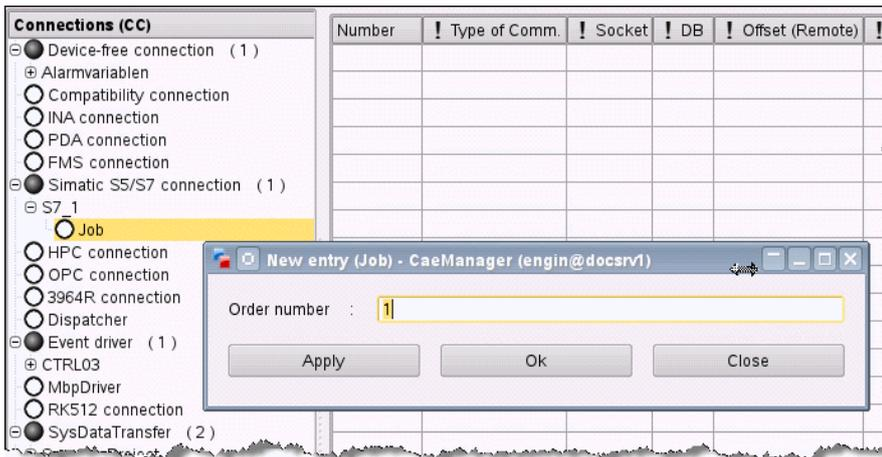 Connections (CC)
Number ! Type of Comm. ! Socket ! DB ! Offset (Remote) !
Device-free connection (1)
Alarmvariablen
Compatibility connection
INA connection
PDA connection
FMS connection
Simatic S5/S7 connection (1)
S7_1
Job
HPC connection
OPC connection
3964R connection
Dispatcher
Event driver (1)
CTRL03
MbpDriver
RK512 connection
SysDataTransfer (2)
New entry (Job) - CaeManager (engin@docsrv1)
Order number : 1
Apply Ok Close